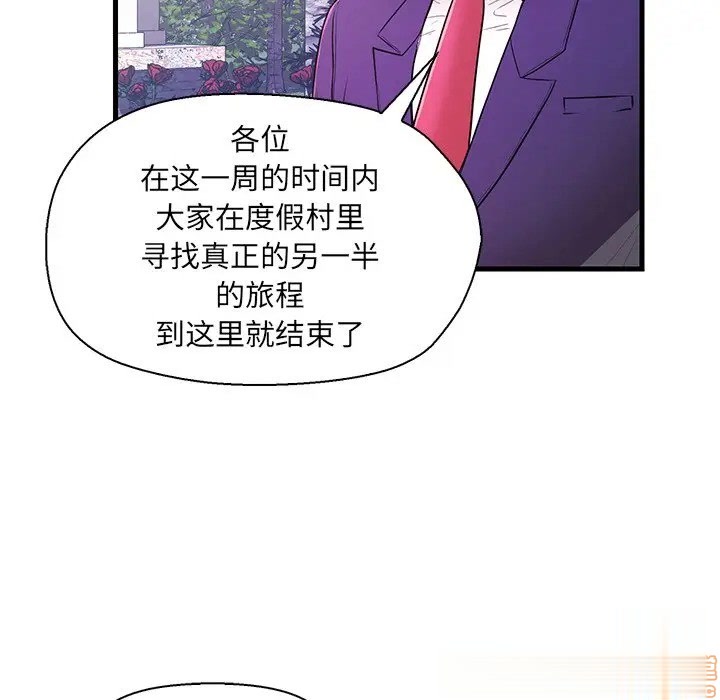 各位
在这一周的时间内
大家在度假村里
寻找真正的另一半
的旅程
到这里就结束了